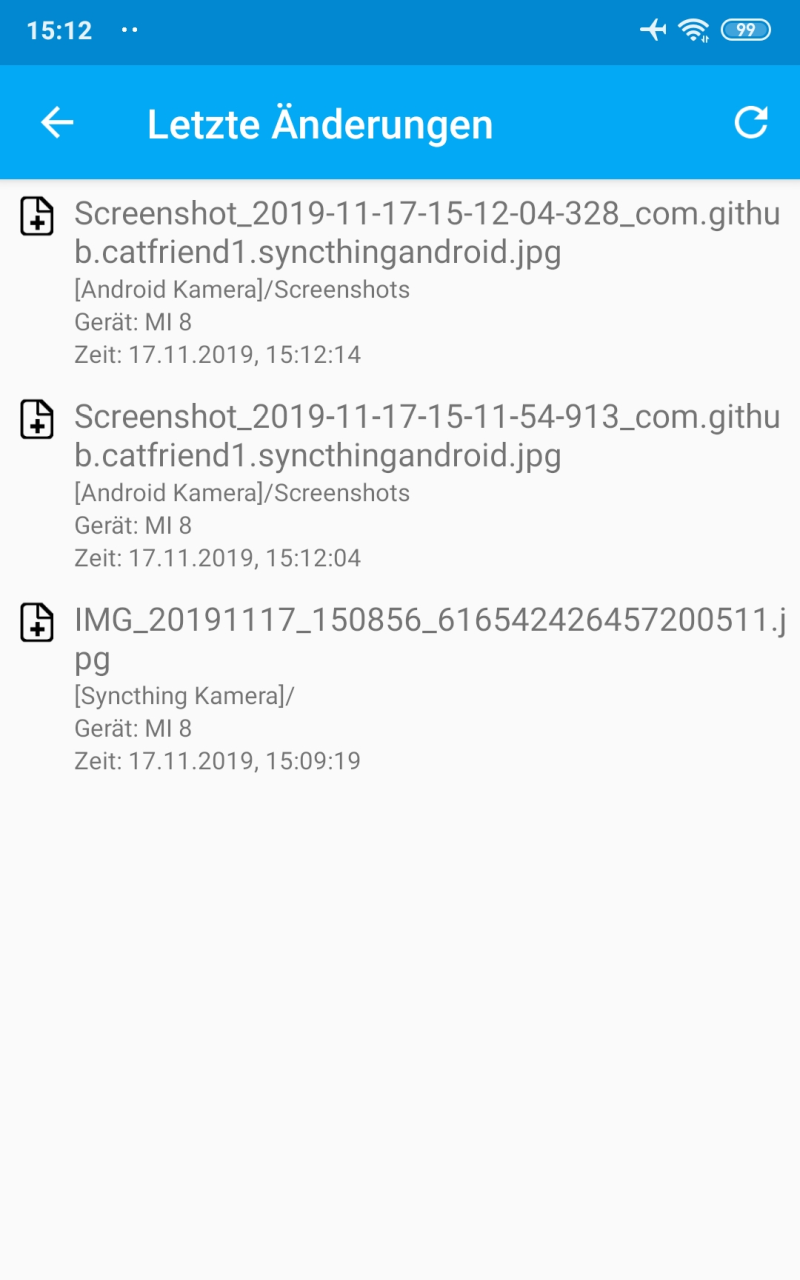 15:12
99
Letzte Änderungen
Screenshot_2019-11-17-15-12-04-328_com.githu
b.catfriend1.syncthingandroid.jpg
[Android Kamera]/Screenshots
Gerät: MI 8
Zeit: 17.11.2019, 15:12:14
Screenshot_2019-11-17-15-11-54-913_com.githu
b.catfriend1.syncthingandroid.jpg
[Android Kamera]/Screenshots
Gerät: MI 8
Zeit: 17.11.2019, 15:12:04
IMG_20191117_150856_616542426457200511.j
pg
[Syncthing Kamera]/
Gerät: MI 8
Zeit: 17.11.2019, 15:09:19